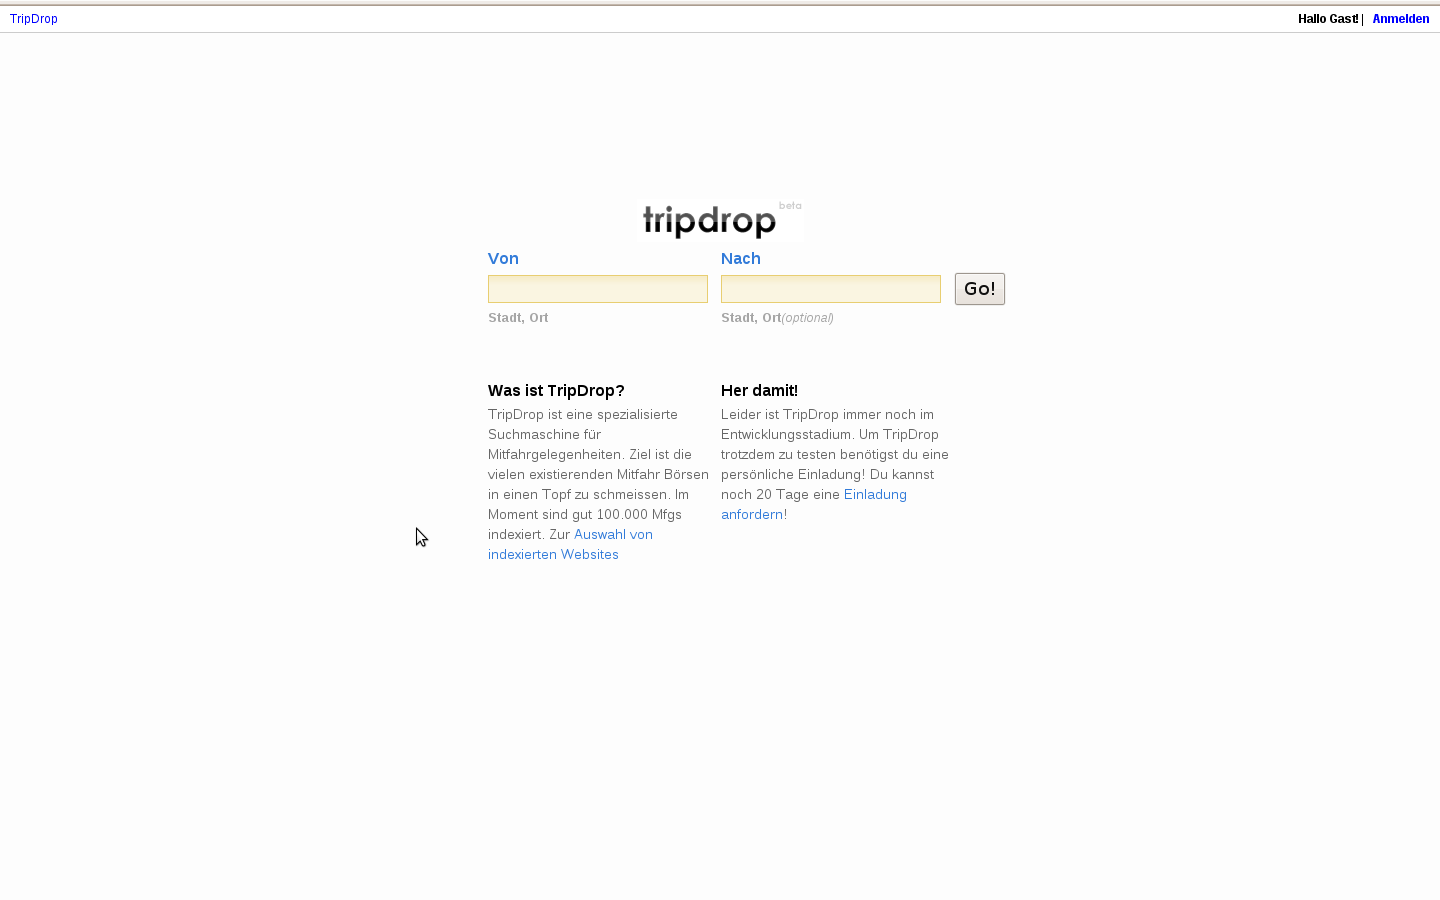 TripDrop
Hallo Gast! | Anmelden
tripdrop beta
Von Nach
Go!
Stadt, Ort Stadt, Ort(optional)
Was ist TripDrop?
TripDrop ist eine spezialisierte
Suchmaschine für
Mitfahrgelegenheiten. Ziel ist die
vielen existierenden Mitfahr Börsen
in einen Topf zu schmeissen. Im
Moment sind gut 100.000 Mfgs
indexiert. Zur Auswahl von
indexierten Websites
Her damit!
Leider ist TripDrop immer noch im
Entwicklungsstadium. Um TripDrop
trotzdem zu testen benötigst du eine
persönliche Einladung! Du kannst
noch 20 Tage eine Einladung
anfordern!